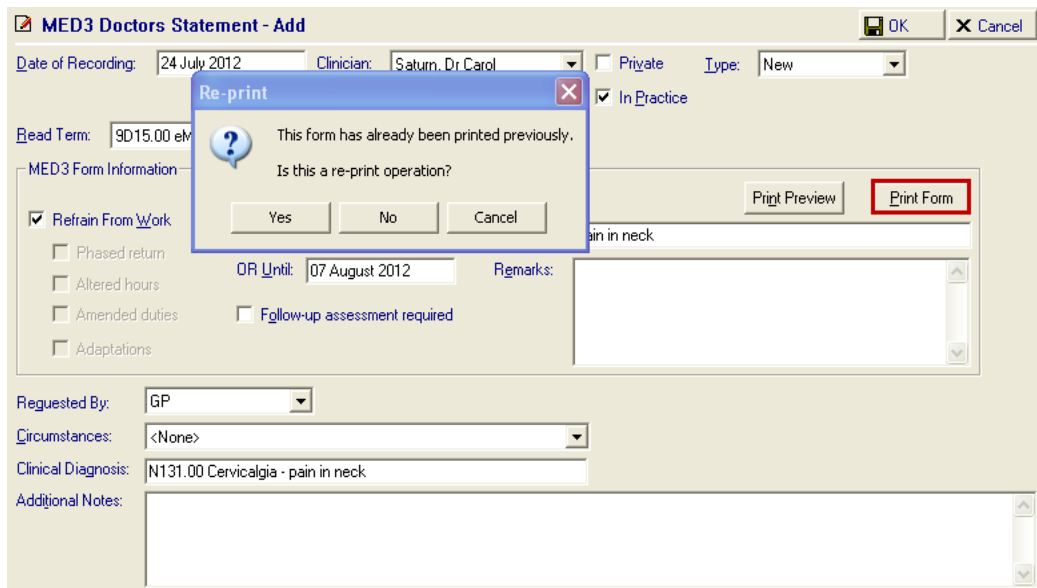 MED3 Doctors Statement - Add OK Cancel
Date of Recording: 24 July 2012 Clinician: Saturn, Dr Carol Private Type: New
Re-print In Practice
This form has already been printed previously.
Read Term: 9D15.00
Is this a re-print operation?
MED3 Form Information
Yes No Cancel Print Preview Print Form
Refrain From Work ain in neck
Phased return
OR Until: 07 August 2012 Remarks:
Altered hours
Amended duties Follow-up assessment required
Adaptations
Requested By: GP
Circumstances: <None>
Clinical Diagnosis: N131.00 Cervicalgia - pain in neck
Additional Notes: